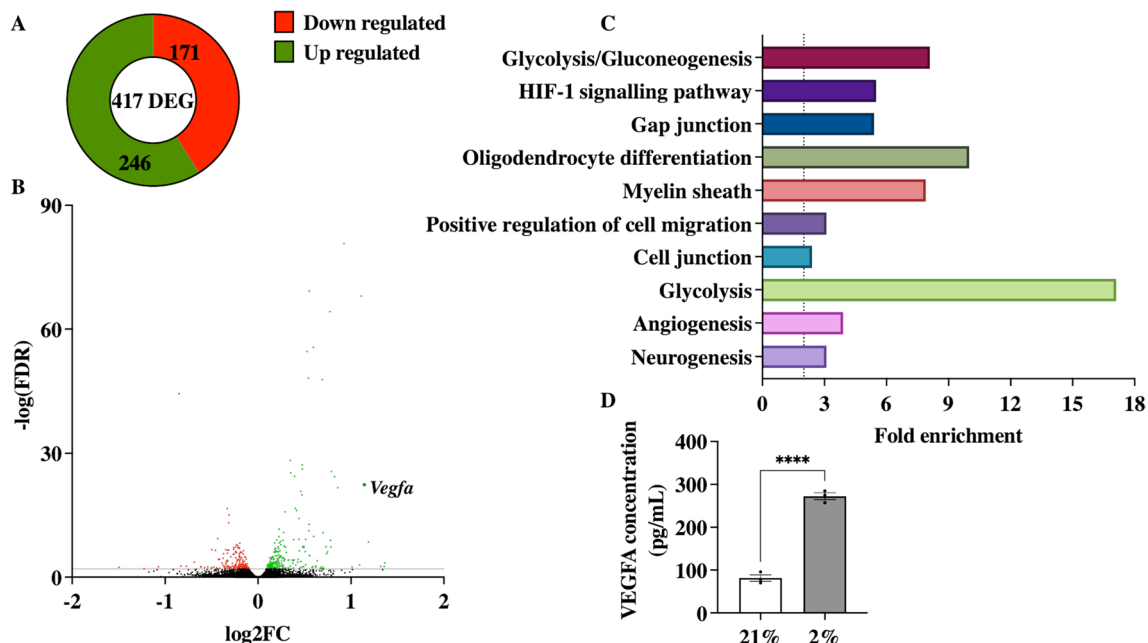 A
Down regulated
Up regulated
171
417 DEG
246
B
90
60
30
0
-log(FDR)
Vegfa
-2
-1
0
1
2
log2FC
C
Glycolysis/Gluconeogenesis
HIF-1 signalling pathway
Gap junction
Oligodendrocyte differentiation
Myelin sheath
Positive regulation of cell migration
Cell junction
Glycolysis
Angiogenesis
Neurogenesis
0
3
6
9
12
15
18
Fold enrichment
D
VEGFA concentration
(pg/mL)
400
300
200
100
0
****
21%
2%